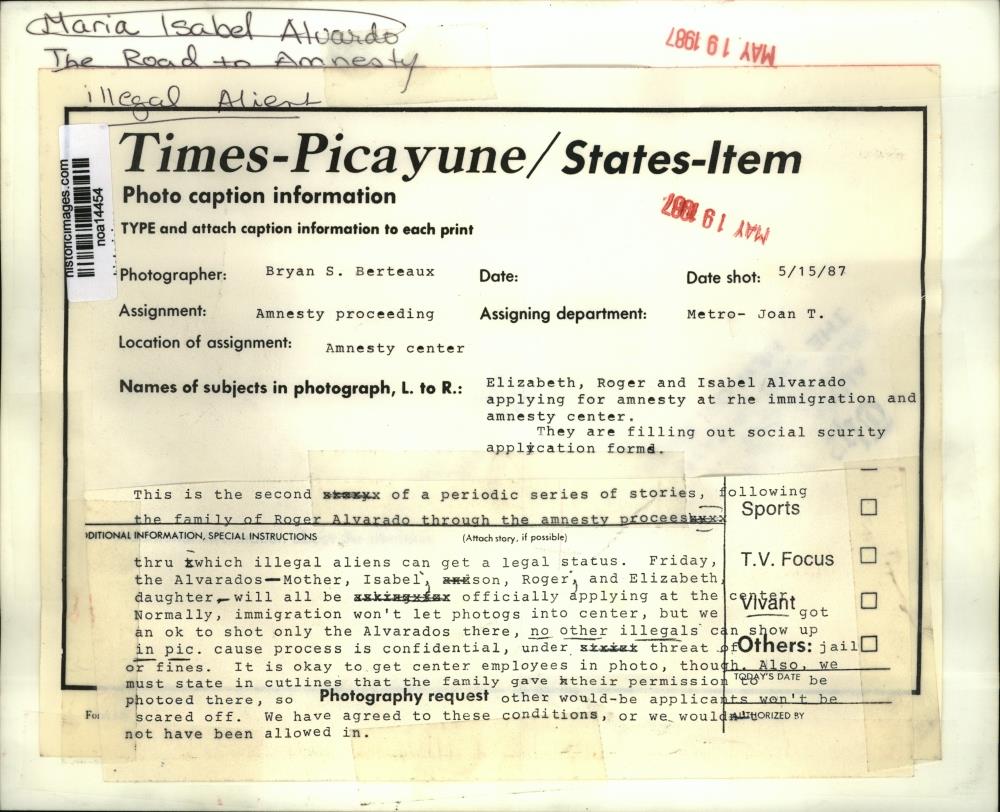 Maria Isabel Alvardo
The Road to Amnesty
illegal Alient
MAY 19 1987
Times-Picayune/States-Item
Photo caption information
MAY 19 1987
TYPE and attach caption information to each print
historicimages.com
noa14454
Photographer: Bryan S. Berteaux Date: Date shot: 5/15/87
Assignment: Amnesty proceeding Assigning department: Metro- Joan T.
Location of assignment: Amnesty center
Names of subjects in photograph, L. to R.: Elizabeth, Roger and Isabel Alvarado
applying for amnesty at rhe immigration and
amnesty center.
They are filling out social scurity
application forms.
This is the second of a periodic series of stories, following
the family of Roger Alvarado through the amnesty procees
DITIONAL INFORMATION, SPECIAL INSTRUCTIONS (Attach story, if possible)
thru which illegal aliens can get a legal status. Friday,
the Alvarados—Mother, Isabel, son, Roger, and Elizabeth,
daughter—will all be officially applying at the center.
Normally, immigration won't let photogs into center, but we got
an ok to shot only the Alvarados there, no other illegals can show up
in pic. cause process is confidential, under threat of jail
or fines. It is okay to get center employees in photo, though. Also, we
must state in cutlines that the family gave their permission to be
photoed there, so other would-be applicants won't be
scared off. We have agreed to these conditions, or we would
not have been allowed in.
Sports
T.V. Focus
Vivant
Others:
TODAY'S DATE
Photography request
For
AUTHORIZED BY